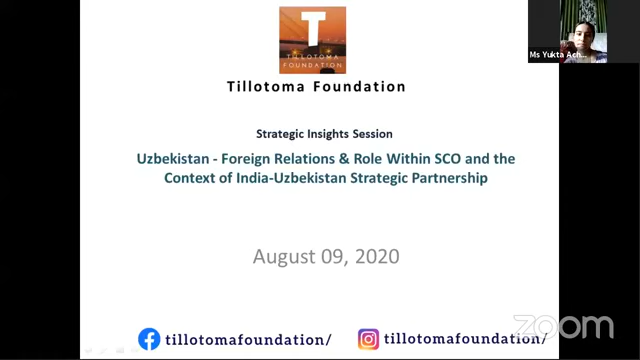 T
TILLOTOMA
FOUNDATION
Tillotoma Foundation
Strategic Insights Session
Uzbekistan - Foreign Relations & Role Within SCO and the
Context of India-Uzbekistan Strategic Partnership
August 09, 2020
tillotomafoundation/
tillotomafoundation/
zoom
Ms Yukta Ach...